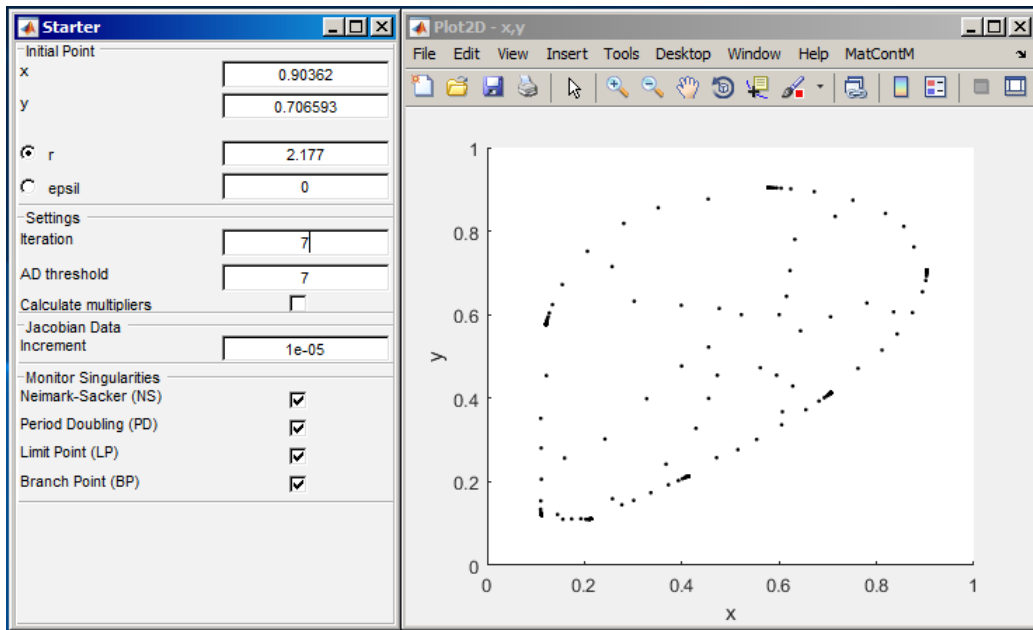 Starter
Initial Point
x 0.90362
y 0.706593
r 2.177
epsil 0
Settings
Iteration 7
AD threshold 7
Calculate multipliers
Jacobian Data
Increment 1e-05
Monitor Singularities
Neimark-Sacker (NS)
Period Doubling (PD)
Limit Point (LP)
Branch Point (BP)
Plot2D - x,y
File Edit View Insert Tools Desktop Window Help MatContM
1
0.8
0.6
0.4
0.2
0
y
0 0.2 0.4 0.6 0.8 1
x